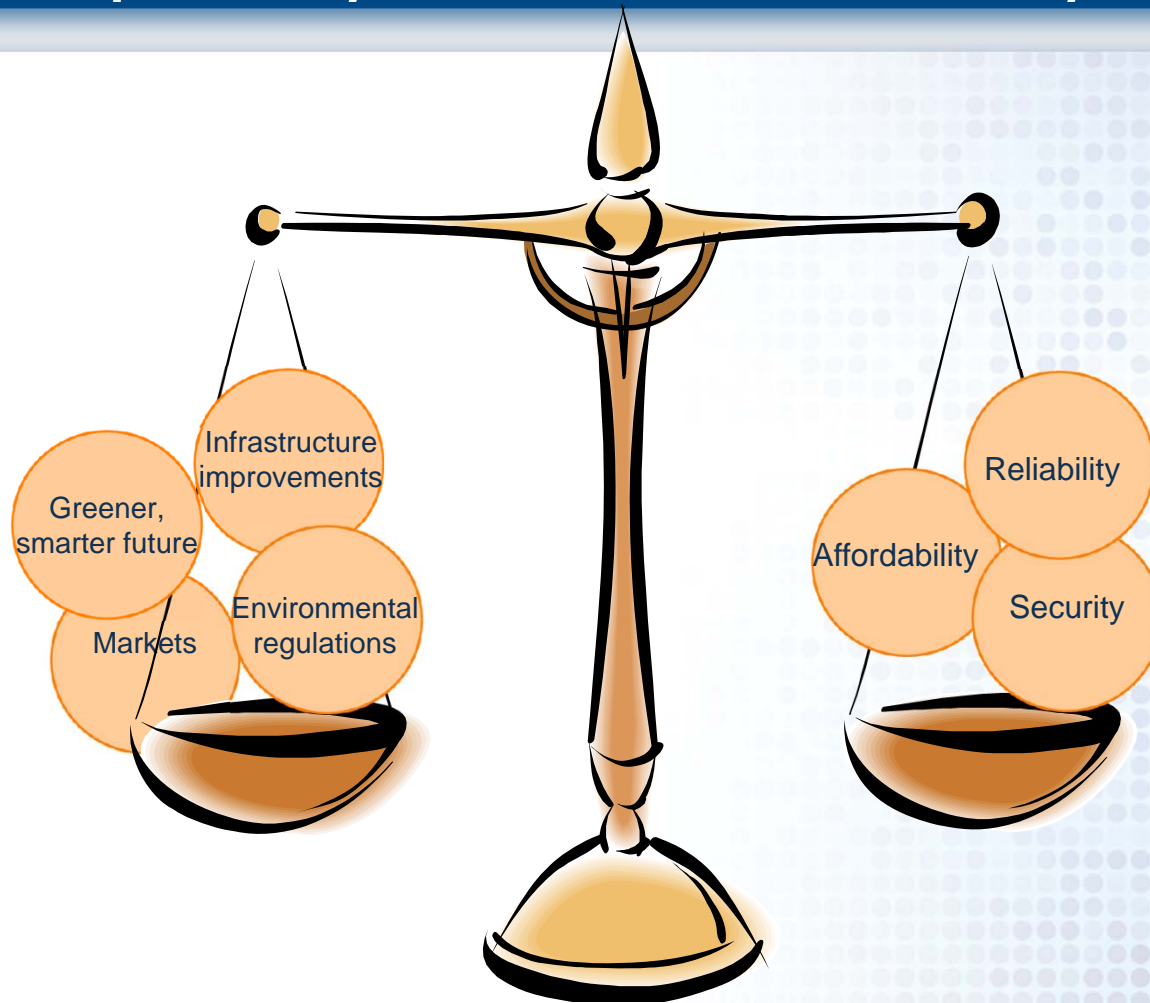 Infrastructure
improvements
Greener,
smarter future
Environmental
regulations
Markets
Reliability
Affordability
Security